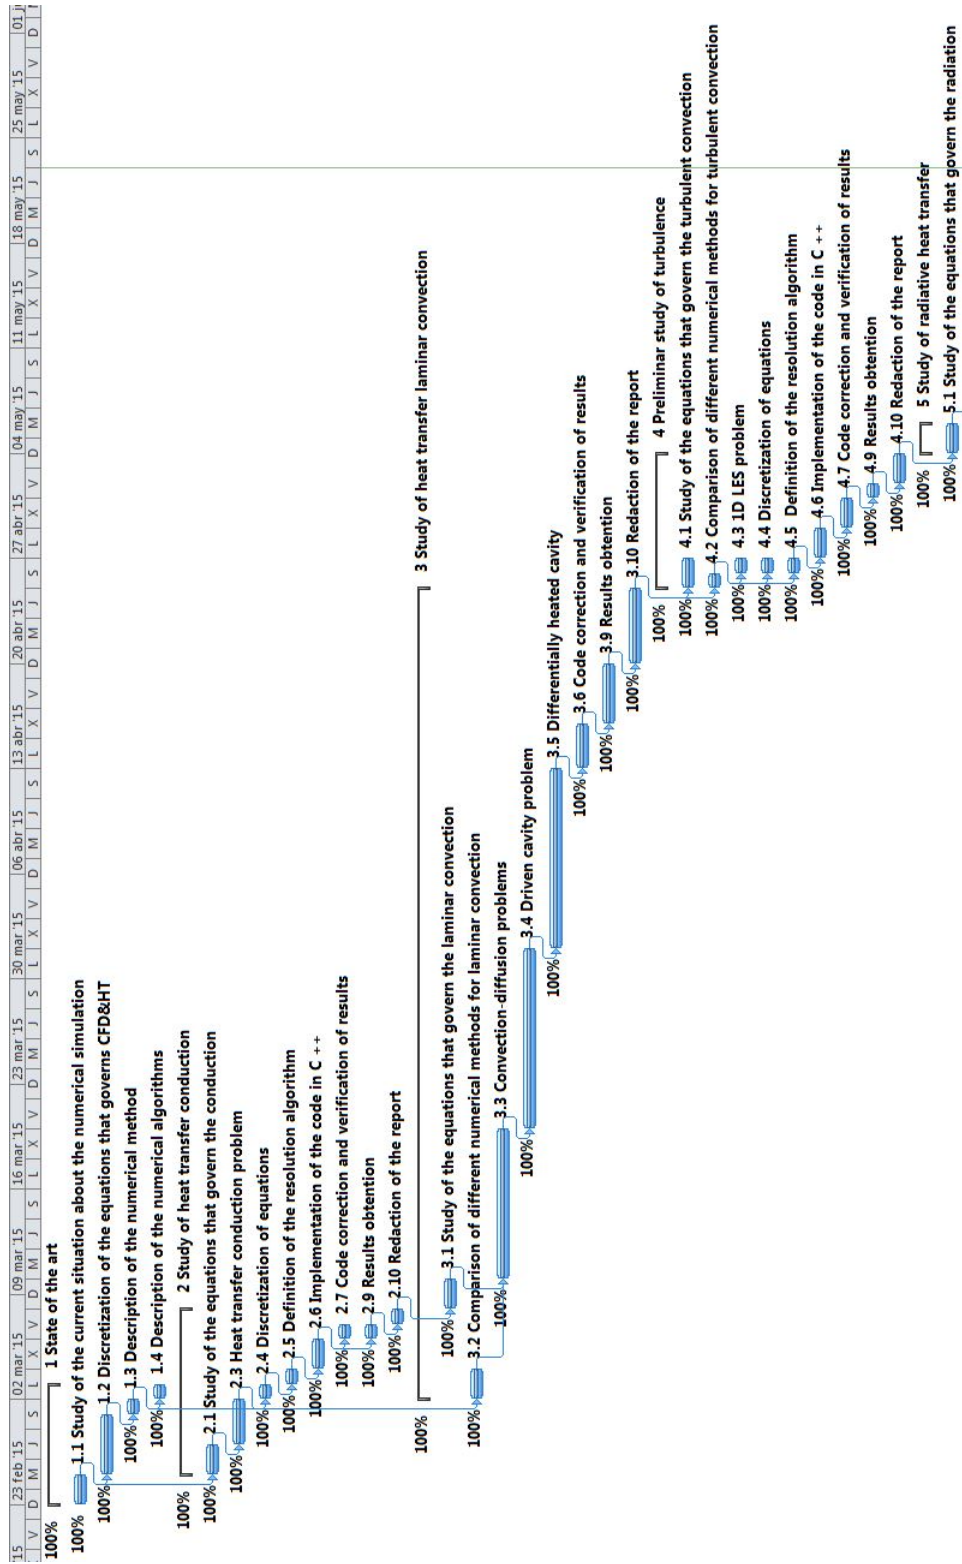 '15 23 feb '15 02 mar '15 09 mar '15 16 mar '15 23 mar '15 30 mar '15 06 abr '15 13 abr '15 20 abr '15 27 abr '15 04 may '15 11 may '15 18 may '15 25 may '15 01
V D M J S L X V D M J S L X V D M J S L X V D M J S L X V D M J S L X V D M J S L X V D M J S L X V D
100% 1 State of the art
100% 1.1 Study of the current situation about the numerical simulation
100% 1.2 Discretization of the equations that governs CFD&HT
100% 1.3 Description of the numerical method
100% 1.4 Description of the numerical algorithms
100% 2 Study of heat transfer conduction
100% 2.1 Study of the equations that govern the conduction
100% 2.3 Heat transfer conduction problem
100% 2.4 Discretization of equations
100% 2.5 Definition of the resolution algorithm
100% 2.6 Implementation of the code in C ++
100% 2.7 Code correction and verification of results
100% 2.9 Results obtention
100% 2.10 Redaction of the report
100% 3 Study of heat transfer laminar convection
100% 3.1 Study of the equations that govern the laminar convection
100% 3.2 Comparison of different numerical methods for laminar convection
100% 3.3 Convection-diffusion problems
100% 3.4 Driven cavity problem
100% 3.5 Differentially heated cavity
100% 3.6 Code correction and verification of results
100% 3.9 Results obtention
100% 3.10 Redaction of the report
100% 4 Preliminar study of turbulence
100% 4.1 Study of the equations that govern the turbulent convection
100% 4.2 Comparison of different numerical methods for turbulent convection
100% 4.3 1D LES problem
100% 4.4 Discretization of equations
100% 4.5 Definition of the resolution algorithm
100% 4.6 Implementation of the code in C ++
100% 4.7 Code correction and verification of results
100% 4.9 Results obtention
100% 4.10 Redaction of the report
100% 5 Study of radiative heat transfer
100% 5.1 Study of the equations that govern the radiation